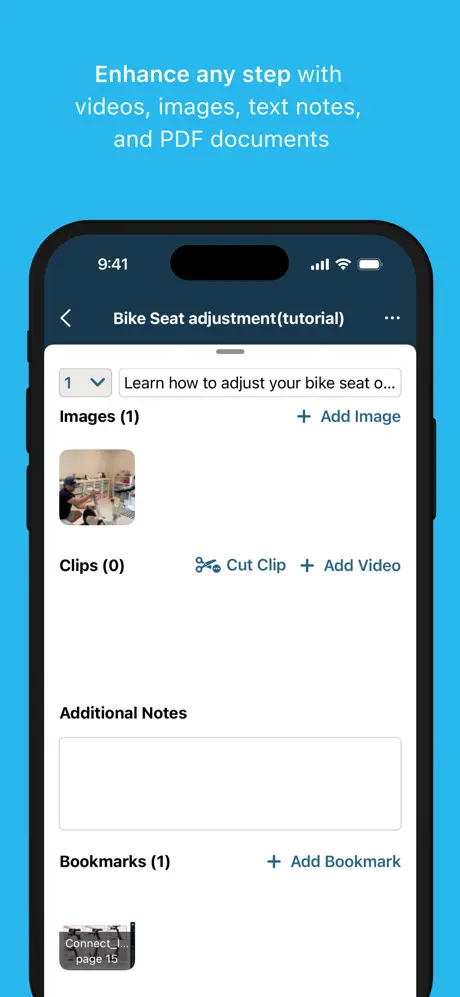 Enhance any step with
videos, images, text notes,
and PDF documents
9:41
Bike Seat adjustment(tutorial)
1
Learn how to adjust your bike seat o...
Images (1)
+ Add Image
Clips (0)
Cut Clip
+ Add Video
Additional Notes
Bookmarks (1)
+ Add Bookmark
Connect_I...
page 15